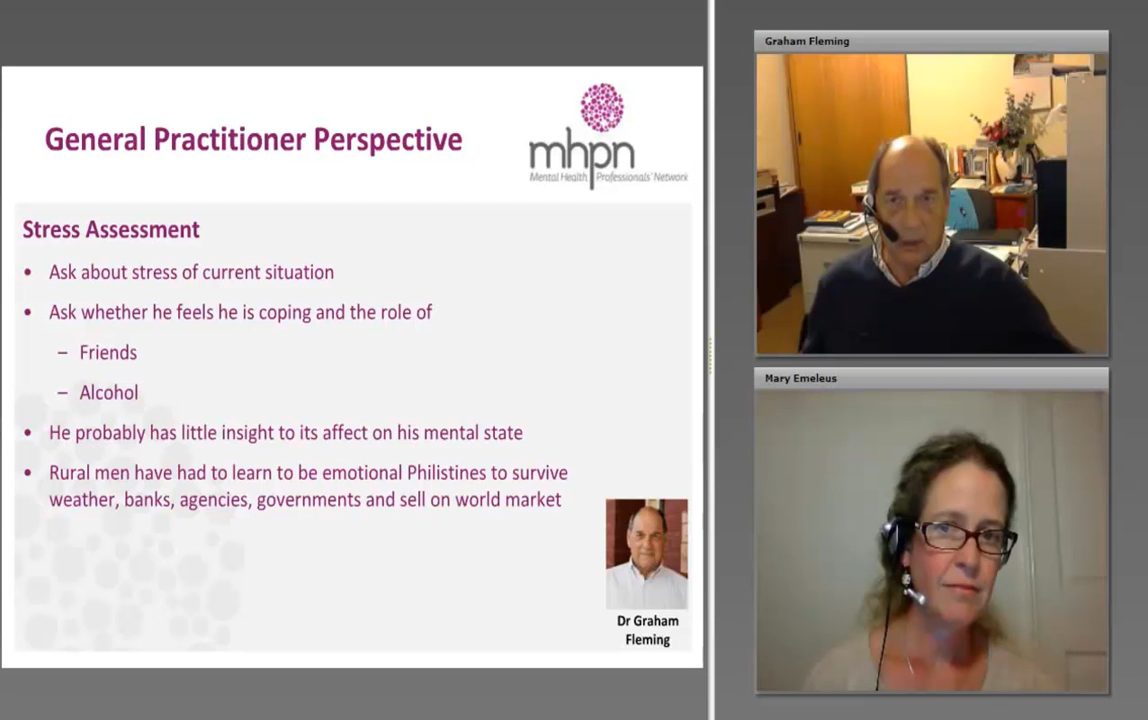 General Practitioner Perspective
mhpn
Mental Health Professionals' Network
Stress Assessment
• Ask about stress of current situation
• Ask whether he feels he is coping and the role of
– Friends
– Alcohol
• He probably has little insight to its affect on his mental state
• Rural men have had to learn to be emotional Philistines to survive
weather, banks, agencies, governments and sell on world market
Dr Graham
Fleming
Graham Fleming
Mary Emeleus